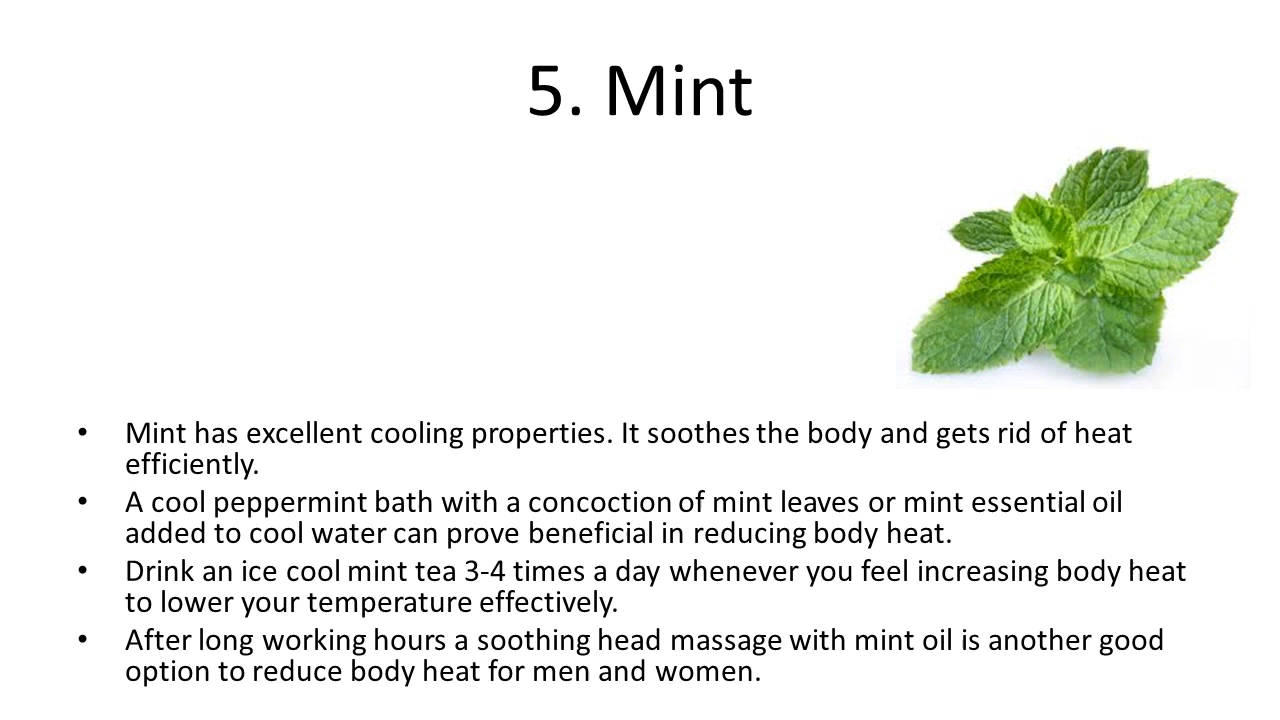 5. Mint
• Mint has excellent cooling properties. It soothes the body and gets rid of heat
efficiently.
• A cool peppermint bath with a concoction of mint leaves or mint essential oil
added to cool water can prove beneficial in reducing body heat.
• Drink an ice cool mint tea 3-4 times a day whenever you feel increasing body heat
to lower your temperature effectively.
• After long working hours a soothing head massage with mint oil is another good
option to reduce body heat for men and women.